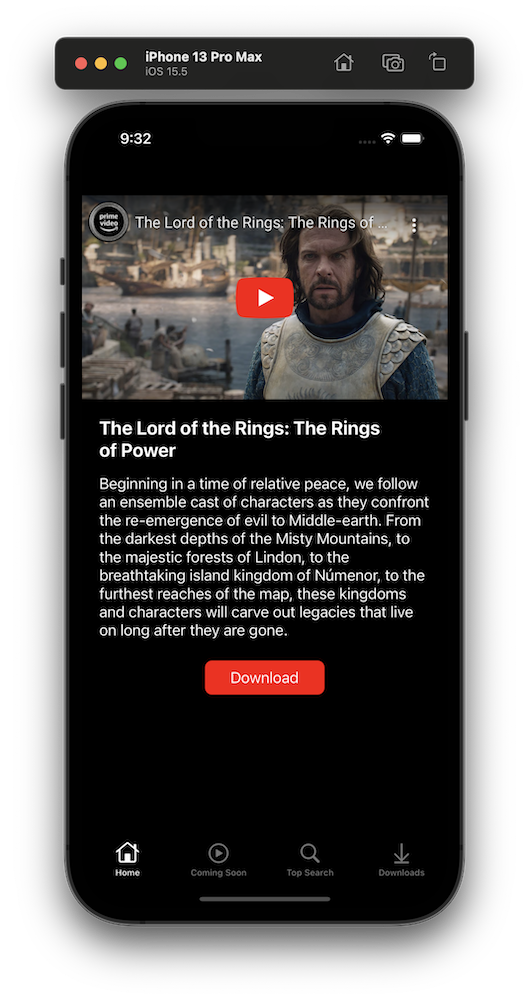 iPhone 13 Pro Max
iOS 15.5
9:32
prime
video
The Lord of the Rings: The Rings of ...
The Lord of the Rings: The Rings
of Power
Beginning in a time of relative peace, we follow
an ensemble cast of characters as they confront
the re-emergence of evil to Middle-earth. From
the darkest depths of the Misty Mountains, to
the majestic forests of Lindon, to the
breathtaking island kingdom of Númenor, to the
furthest reaches of the map, these kingdoms
and characters will carve out legacies that live
on long after they are gone.
Download
Home
Coming Soon
Top Search
Downloads